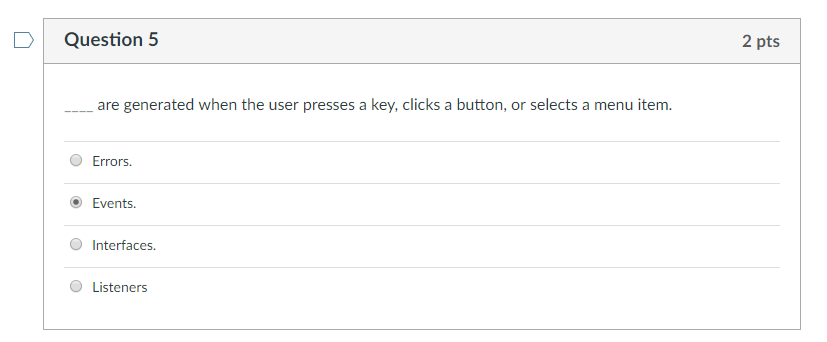 Question 5
2 pts
____ are generated when the user presses a key, clicks a button, or selects a menu item.
Errors.
Events.
Interfaces.
Listeners